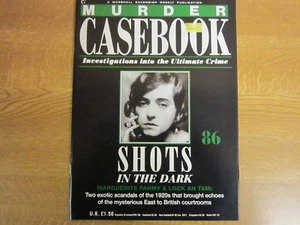 A MARSHALL CAVENDISH WEEKLY PUBLICATION
MURDER
CASEBOOK
Investigations into the Ultimate Crime
86
SHOTS
IN THE DARK
MARGUERITE FAHMY & LOCK AH TAM:
Two exotic scandals of the 1920s that brought echoes
of the mysterious East to British courtrooms
U.K. £1.50